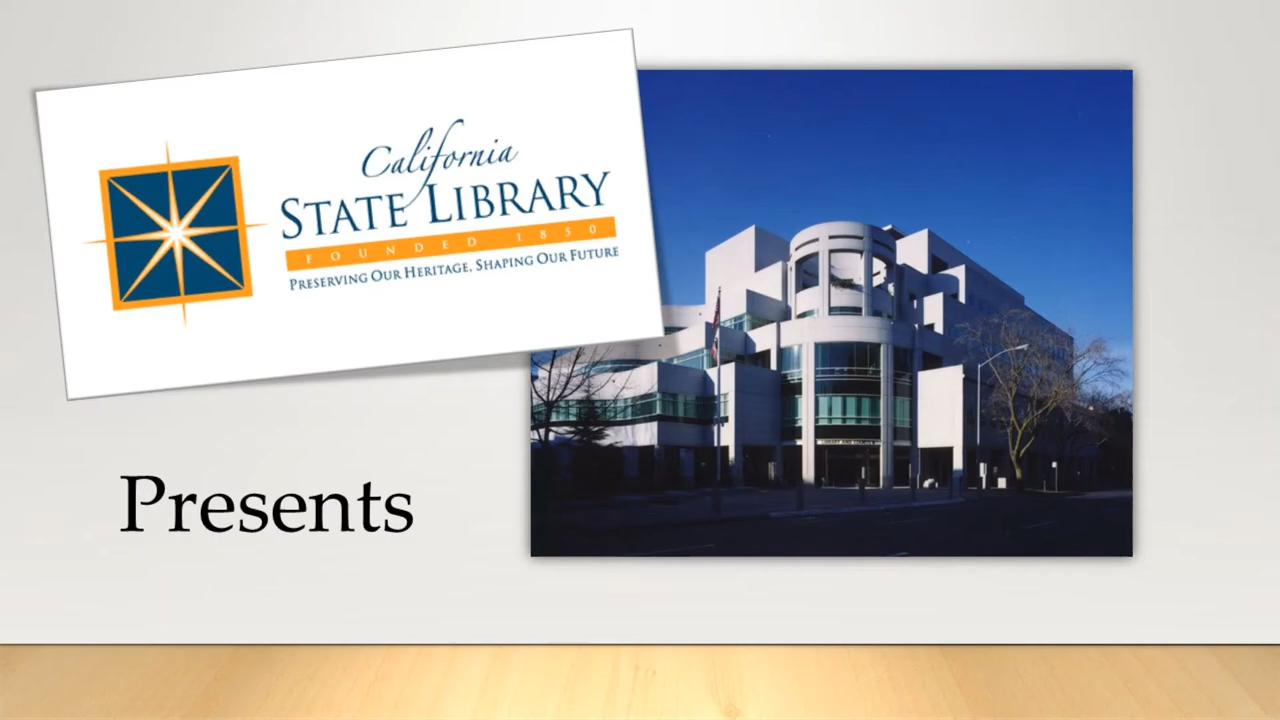 California
STATE LIBRARY
FOUNDED 1850
PRESERVING OUR HERITAGE, SHAPING OUR FUTURE
Presents